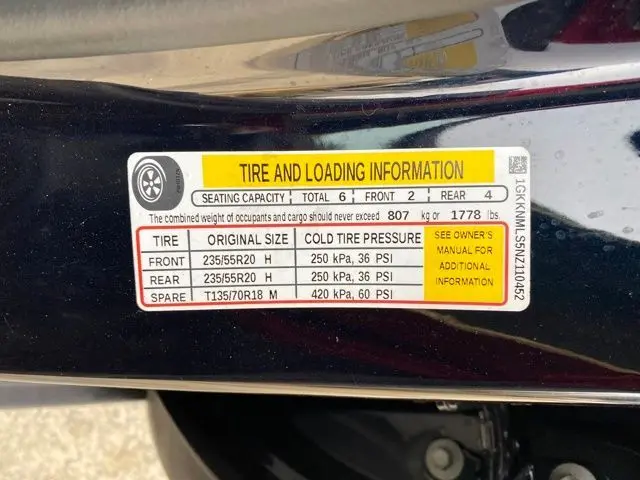 TIRE AND LOADING INFORMATION
SEATING CAPACITY TOTAL 6 FRONT 2 REAR 4
The combined weight of occupants and cargo should never exceed 807 kg or 1778 lbs.
TIRE ORIGINAL SIZE COLD TIRE PRESSURE
FRONT 235/55R20 H 250 kPa, 36 PSI
REAR 235/55R20 H 250 kPa, 36 PSI
SPARE T135/70R18 M 420 kPa, 60 PSI
SEE OWNER'S
MANUAL FOR
ADDITIONAL
INFORMATION
1GKKNMLS5NZ110452